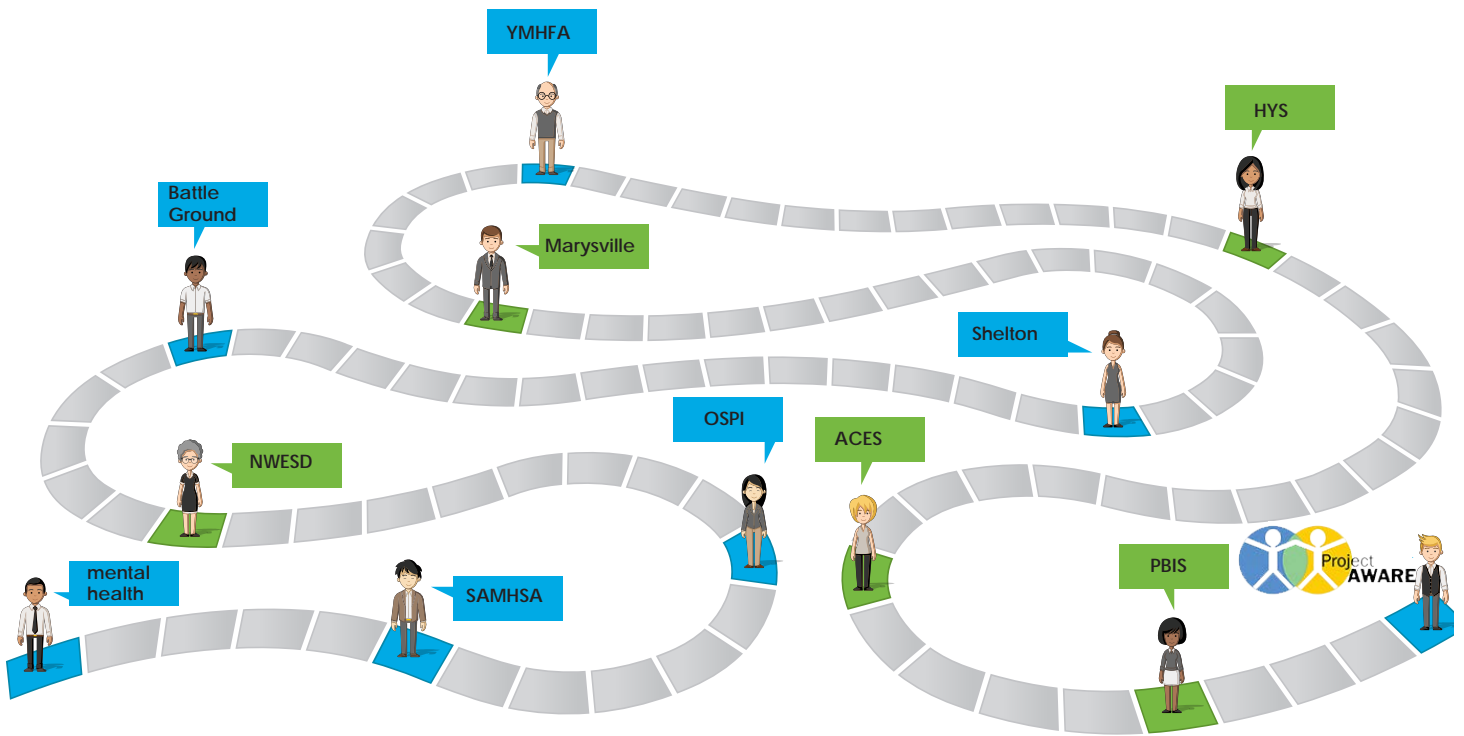 YMHFA
HYS
Battle
Ground
Marysville
Shelton
OSPI
ACES
NWESD
mental
health
SAMHSA
PBIS
Project
AWARE